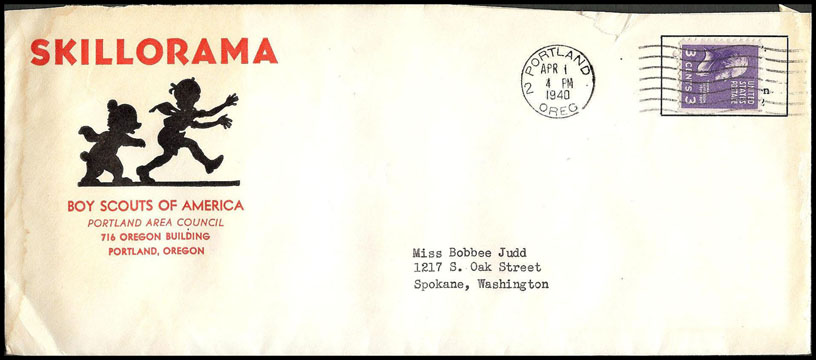 SKILLORAMA
BOY SCOUTS OF AMERICA
PORTLAND AREA COUNCIL
716 OREGON BUILDING
PORTLAND, OREGON
2 PORTLAND
APR 1
4 PM
1940
OREG
3 CENTS 3
UNITED
STATES
POSTAGE
n
Miss Bobbee Judd
1217 S. Oak Street
Spokane, Washington